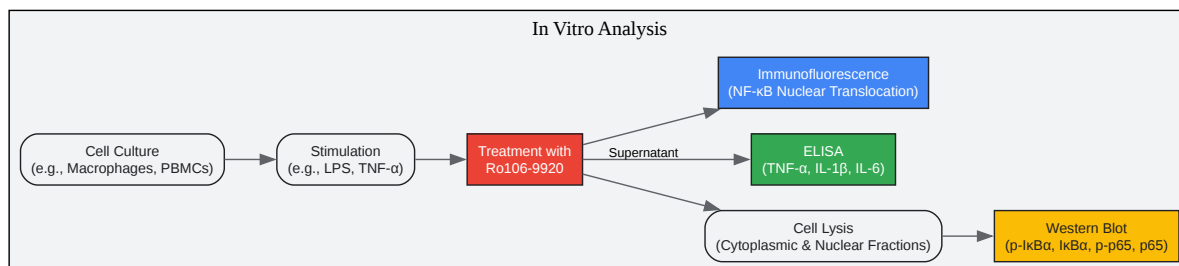 In Vitro Analysis
Cell Culture
(e.g., Macrophages, PBMCs)
Stimulation
(e.g., LPS, TNF-α)
Treatment with
Ro106-9920
Immunofluorescence
(NF-κB Nuclear Translocation)
Supernatant
ELISA
(TNF-α, IL-1β, IL-6)
Cell Lysis
(Cytoplasmic & Nuclear Fractions)
Western Blot
(p-IκBα, IκBα, p-p65, p65)